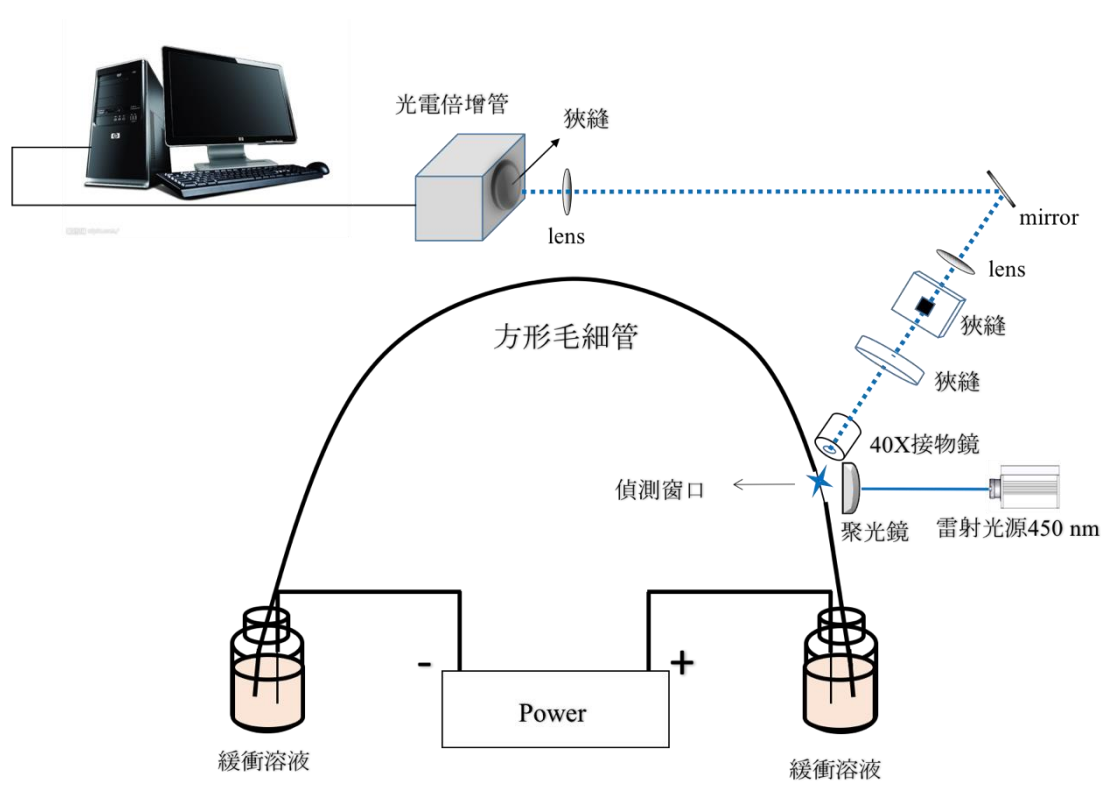 光電倍增管
狹縫
lens
mirror
lens
狹縫
方形毛細管
狹縫
40X接物鏡
偵測窗口
聚光鏡
雷射光源450 nm
-
+
Power
緩衝溶液
緩衝溶液